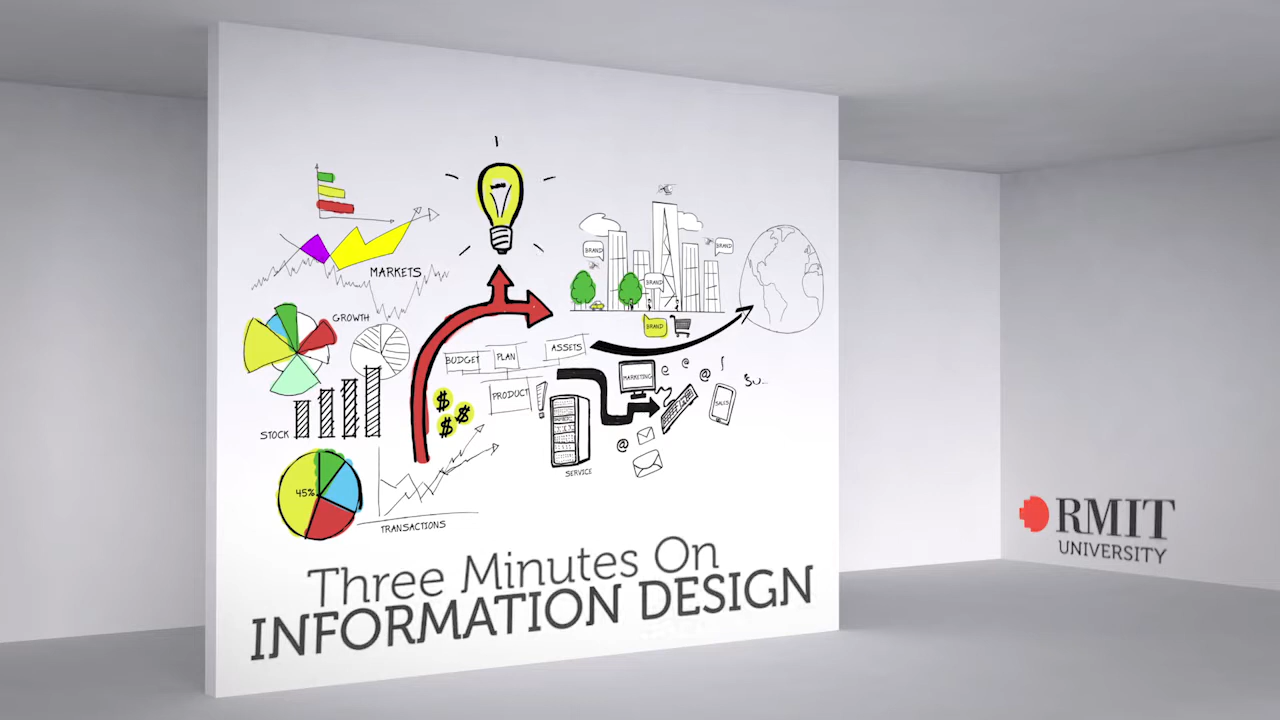 BRAND
BRAND
MARKETS
BRAND
GROWTH
BRAND
ASSETS
BUDGET
PLAN
MARKETING
PRODUCT
SALES
$
$
$
@
@
@
STOCK
@
SERVICE
45%
TRANSACTIONS
Three Minutes On
INFORMATION DESIGN
RMIT
UNIVERSITY